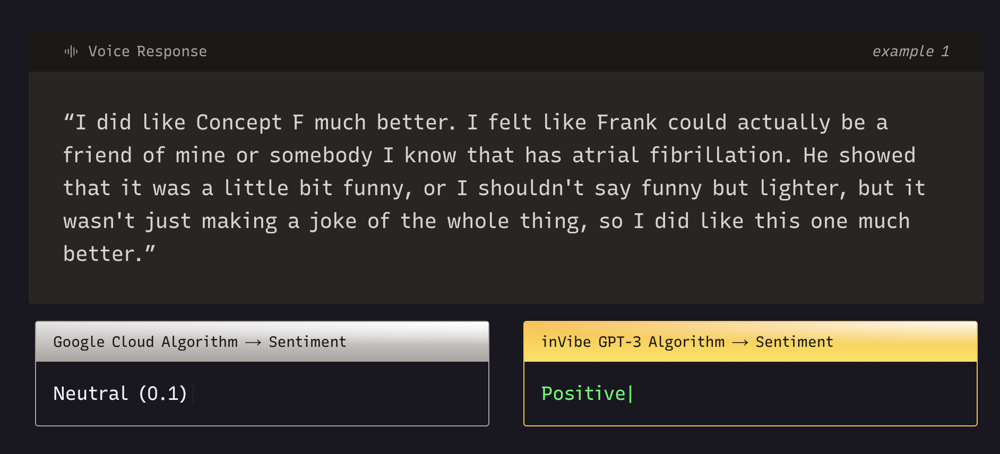 Voice Response
example 1
“I did like Concept F much better. I felt like Frank could actually be a
friend of mine or somebody I know that has atrial fibrillation. He showed
that it was a little bit funny, or I shouldn't say funny but lighter, but it
wasn't just making a joke of the whole thing, so I did like this one much
better.”
Google Cloud Algorithm → Sentiment
Neutral (0.1)
inVibe GPT-3 Algorithm → Sentiment
Positive|